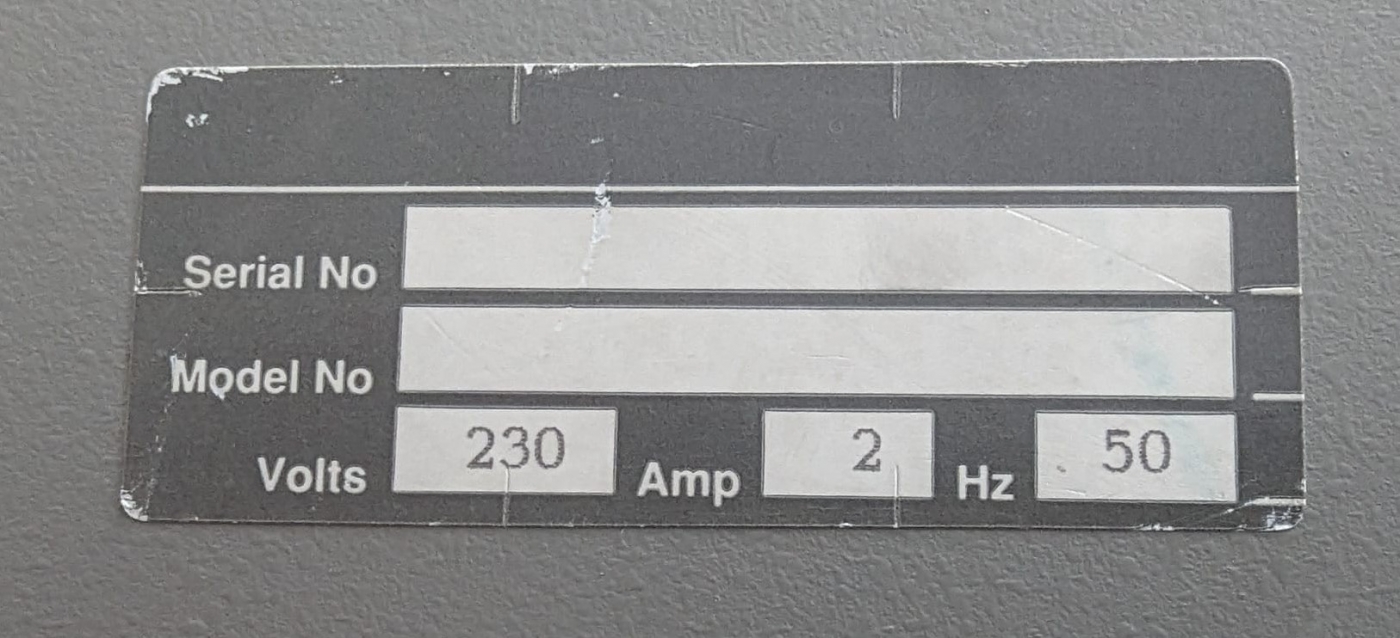 Serial No
Model No
Volts 230 Amp 2 Hz 50